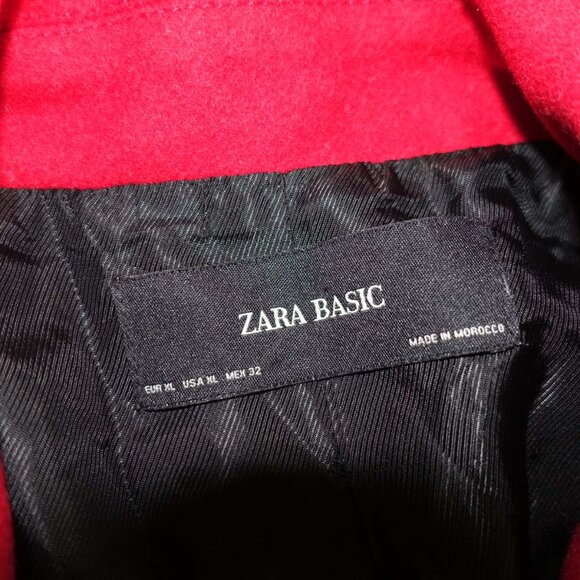 ZARA BASIC
EUR XL USA XL MEX 32
MADE IN MOROCCO